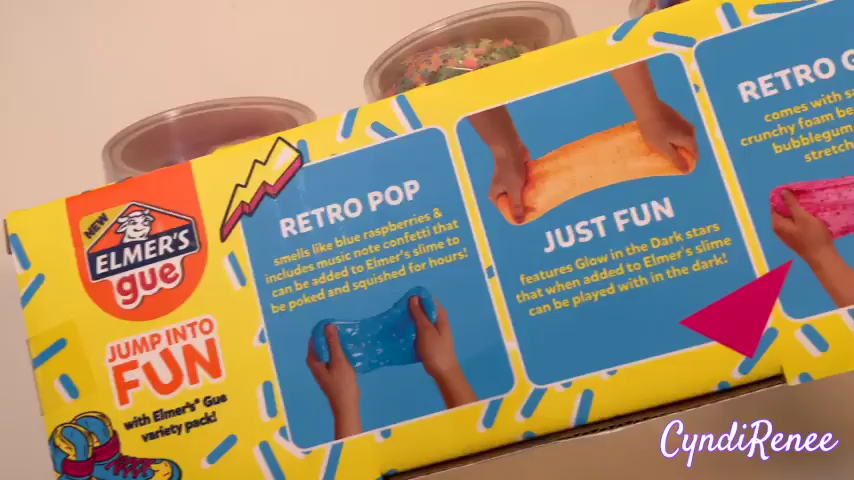 NEW
ELMER'S
gue
JUMP INTO
FUN
with Elmer's® Gue
variety pack!
RETRO POP
smells like blue raspberries &
includes music note confetti that
can be added to Elmer's slime to
be poked and squished for hours!
JUST FUN
features Glow in the Dark stars
that when added to Elmer's slime
can be played with in the dark!
RETRO G
comes with
crunchy foam be
bubblegum
stretch
CyndiRenee